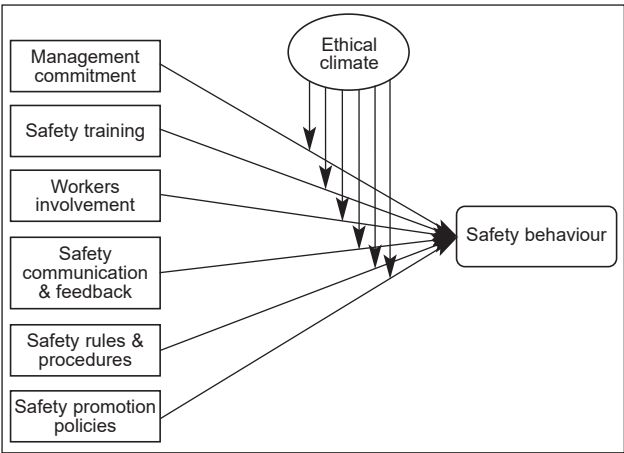 Management
commitment
Safety training
Workers
involvement
Safety
communication
& feedback
Safety rules &
procedures
Safety promotion
policies
Ethical
climate
Safety behaviour